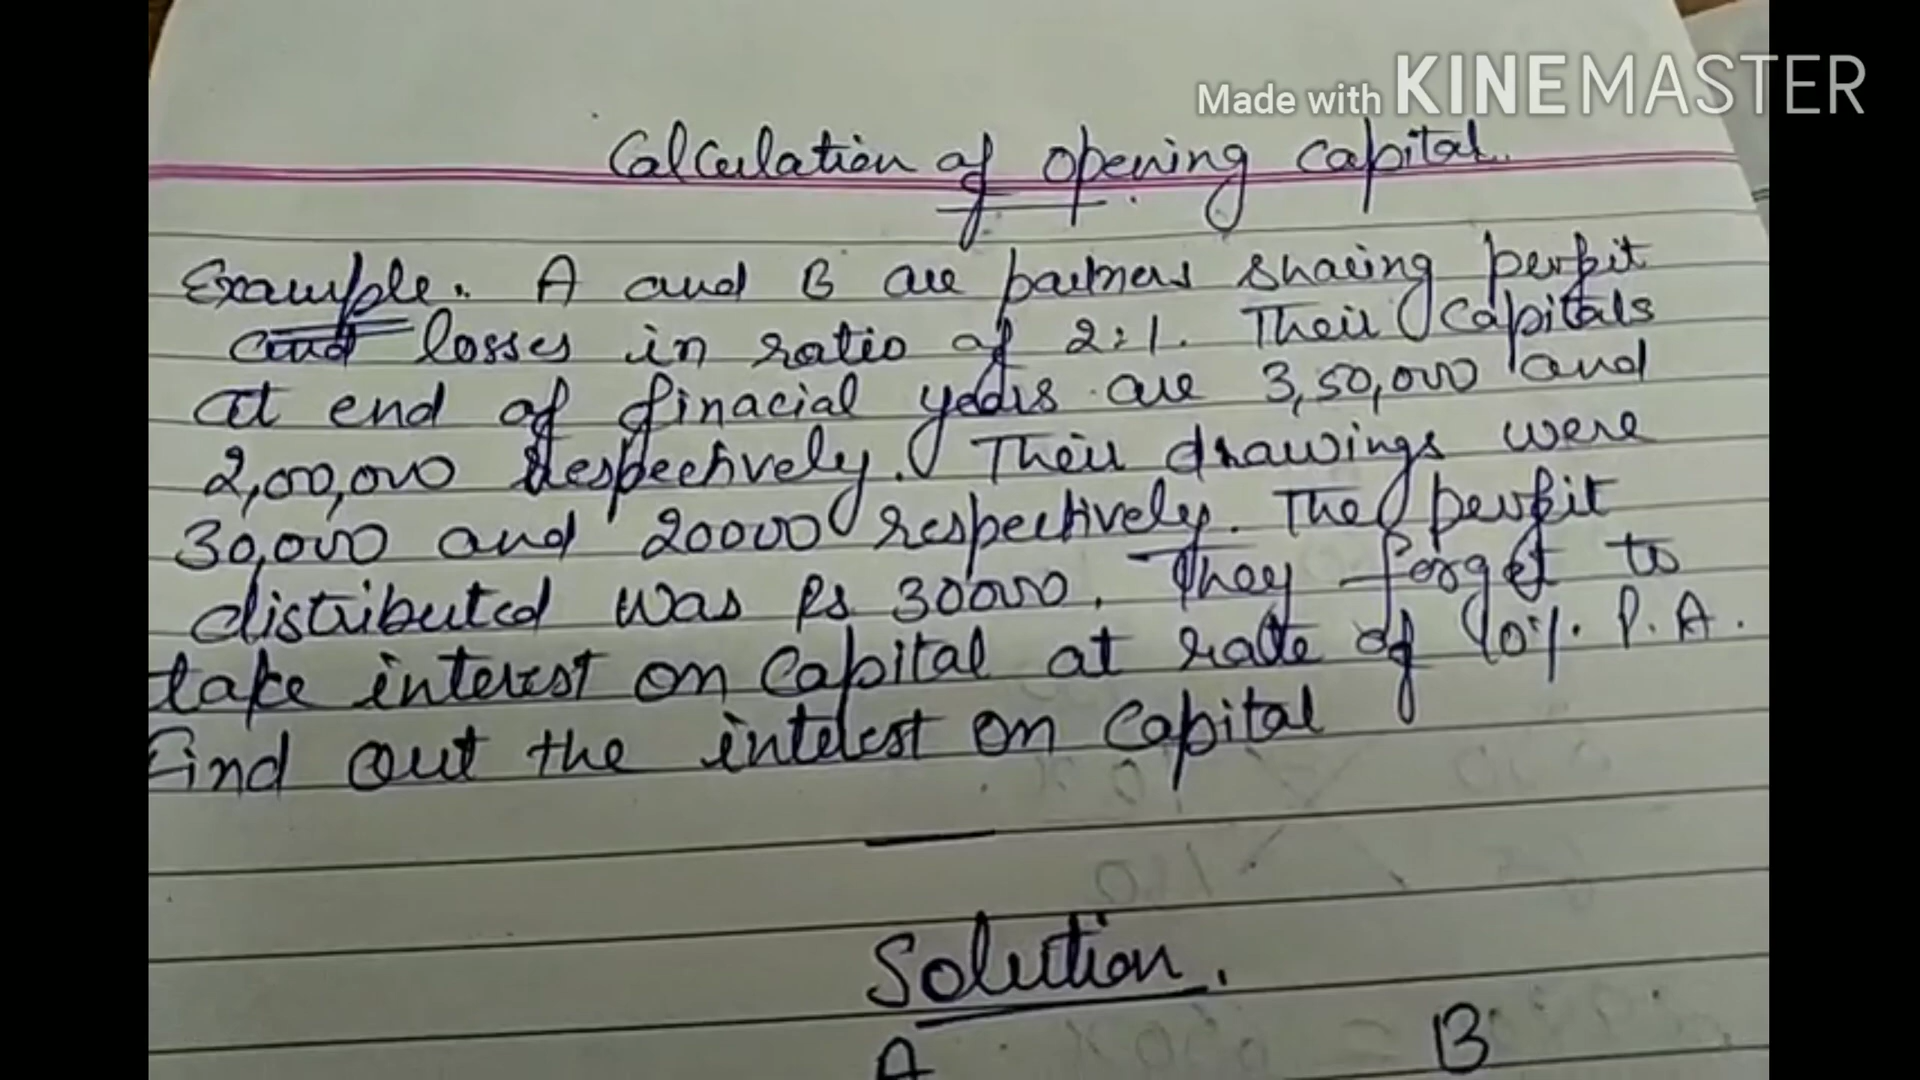 Made with KINEMASTER
Calculation of opening capital.
Example. A and B are partners sharing perfit
and losses in ratio of 2:1. Their capitals
at end of finacial years are 3,50,000 and
2,00,000 respectively. Their drawings were
30,000 and 20000 respectively. The perfit
distributed was Rs 30000. They forget to
take interest on capital at rate of 10%. P.A.
Find out the interest on capital
Solution.
A B